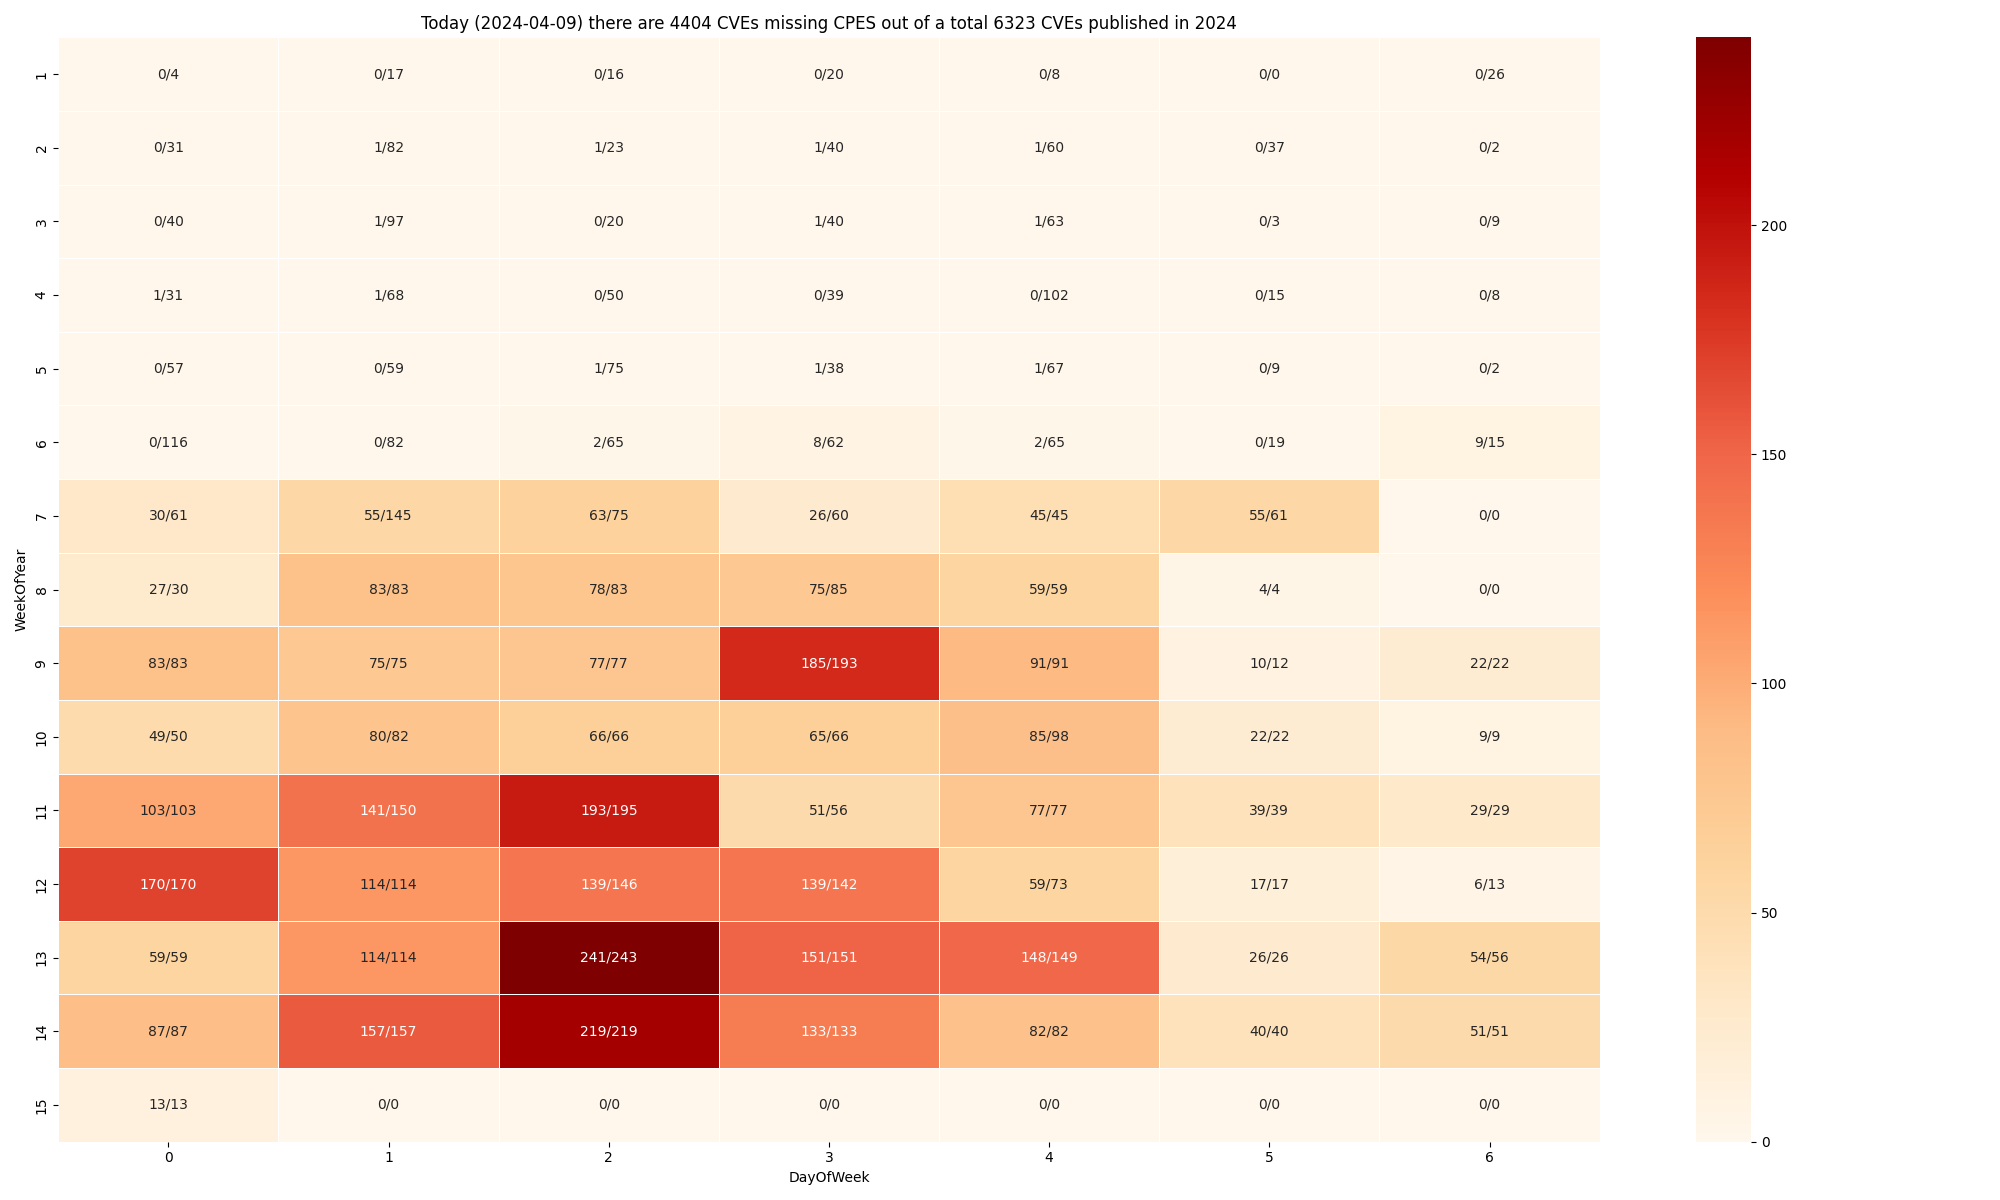 Today (2024-04-09) there are 4404 CVEs missing CPES out of a total 6323 CVEs published in 2024
1 0/4 0/17 0/16 0/20 0/8 0/0 0/26
2 0/31 1/82 1/23 1/40 1/60 0/37 0/2
3 0/40 1/97 0/20 1/40 1/63 0/3 0/9
4 1/31 1/68 0/50 0/39 0/102 0/15 0/8
5 0/57 0/59 1/75 1/38 1/67 0/9 0/2
6 0/116 0/82 2/65 8/62 2/65 0/19 9/15
7 30/61 55/145 63/75 26/60 45/45 55/61 0/0
8 27/30 83/83 78/83 75/85 59/59 4/4 0/0
9 83/83 75/75 77/77 185/193 91/91 10/12 22/22
10 49/50 80/82 66/66 65/66 85/98 22/22 9/9
11 103/103 141/150 193/195 51/56 77/77 39/39 29/29
12 170/170 114/114 139/146 139/142 59/73 17/17 6/13
13 59/59 114/114 241/243 151/151 148/149 26/26 54/56
14 87/87 157/157 219/219 133/133 82/82 40/40 51/51
15 13/13 0/0 0/0 0/0 0/0 0/0 0/0
0 1 2 3 4 5 6
DayOfWeek
WeekOfYear
200
150
100
50
0